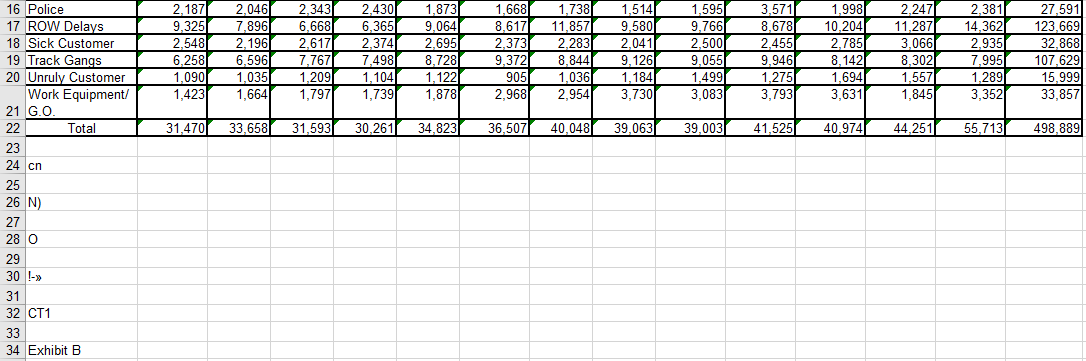 16 Police 2,187 2,046 2,343 2,430 1,873 1,668 1,738 1,514 1,595 3,571 1,998 2,247 2,381 27,591
17 ROW Delays 9,325 7,896 6,668 6,365 9,064 8,617 11,857 9,580 9,766 8,678 10,204 11,287 14,362 123,669
18 Sick Customer 2,548 2,196 2,617 2,374 2,695 2,373 2,283 2,041 2,500 2,455 2,785 3,066 2,935 32,868
19 Track Gangs 6,258 6,596 7,767 7,498 8,728 9,372 8,844 9,126 9,055 9,946 8,142 8,302 7,995 107,629
20 Unruly Customer 1,090 1,035 1,209 1,104 1,122 905 1,036 1,184 1,499 1,275 1,694 1,557 1,289 15,999
Work Equipment/ 1,423 1,664 1,797 1,739 1,878 2,968 2,954 3,730 3,083 3,793 3,631 1,845 3,352 33,857
21 G.O.
22 Total 31,470 33,658 31,593 30,261 34,823 36,507 40,048 39,063 39,003 41,525 40,974 44,251 55,713 498,889
23
24 cn
25
26 N)
27
28 O
29
30 !-»
31
32 CT1
33
34 Exhibit B